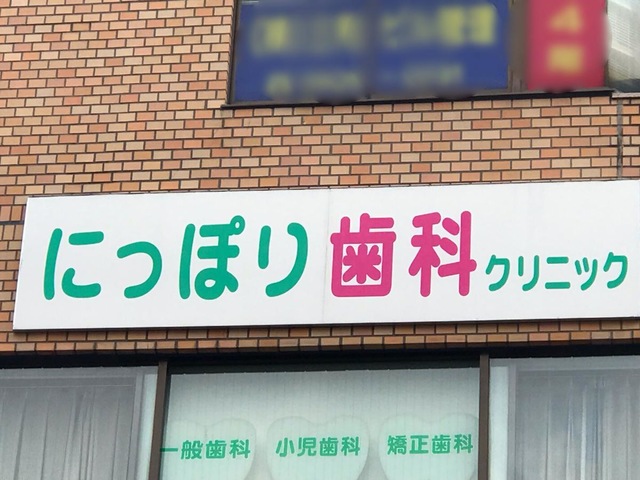 にっぽり歯科クリニック
一般歯科 小児歯科 矯正歯科